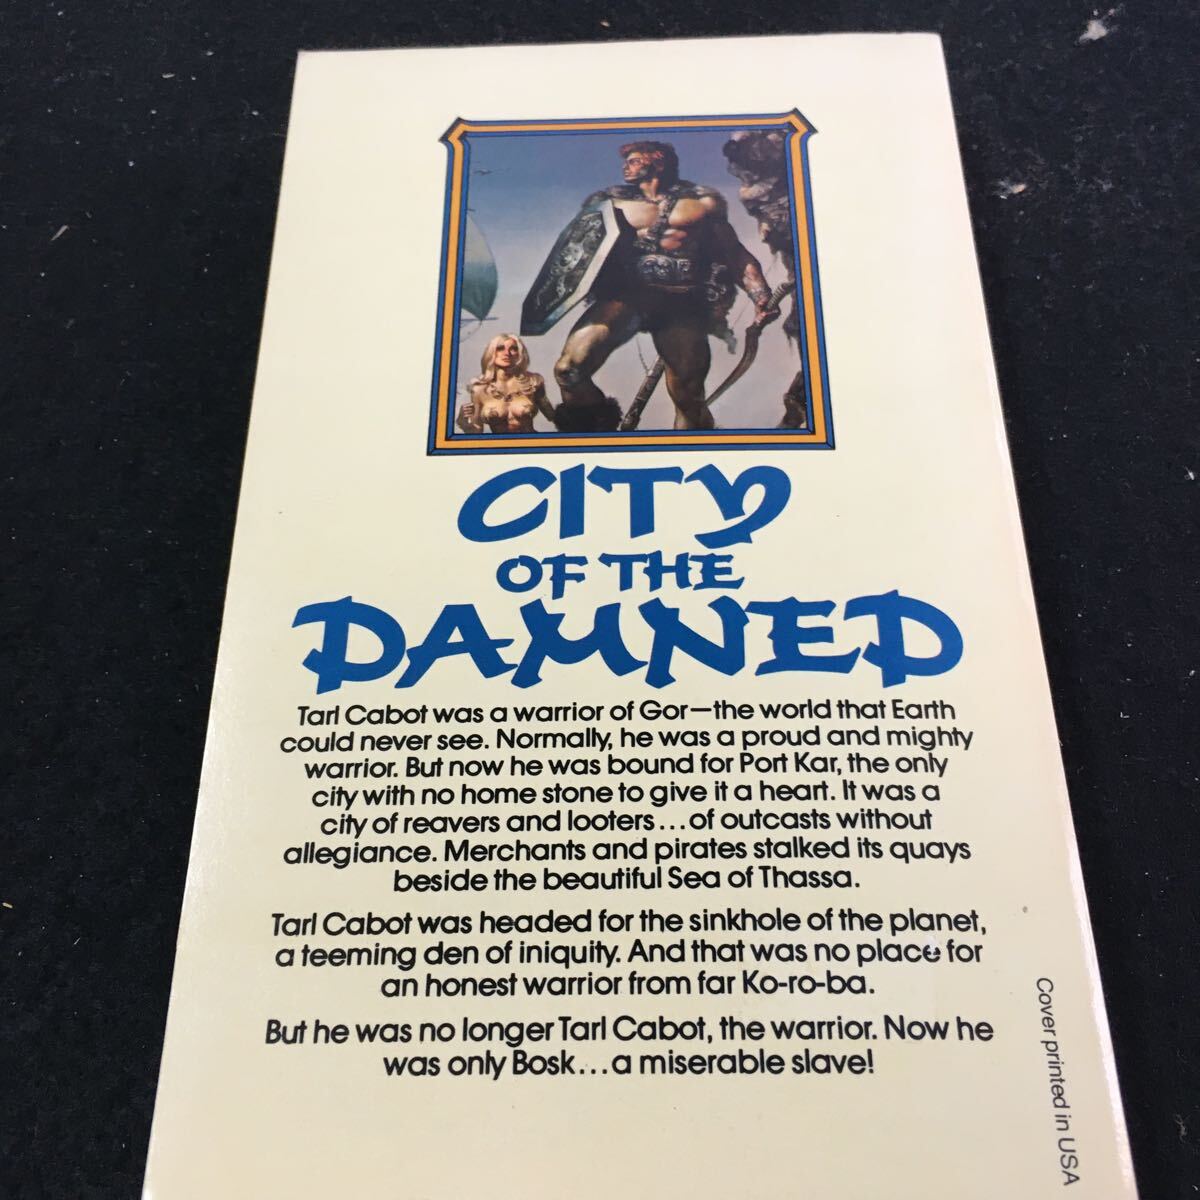 CITY
OF THE
DAMNED
Tarl Cabot was a warrior of Gor—the world that Earth
could never see. Normally, he was a proud and mighty
warrior. But now he was bound for Port Kar, the only
city with no home stone to give it a heart. It was a
city of reavers and looters...of outcasts without
allegiance. Merchants and pirates stalked its quays
beside the beautiful Sea of Thassa.
Tarl Cabot was headed for the sinkhole of the planet,
a teeming den of iniquity. And that was no place for
an honest warrior from far Ko-ro-ba.
But he was no longer Tarl Cabot, the warrior. Now he
was only Bosk...a miserable slave!
Cover printed in USA